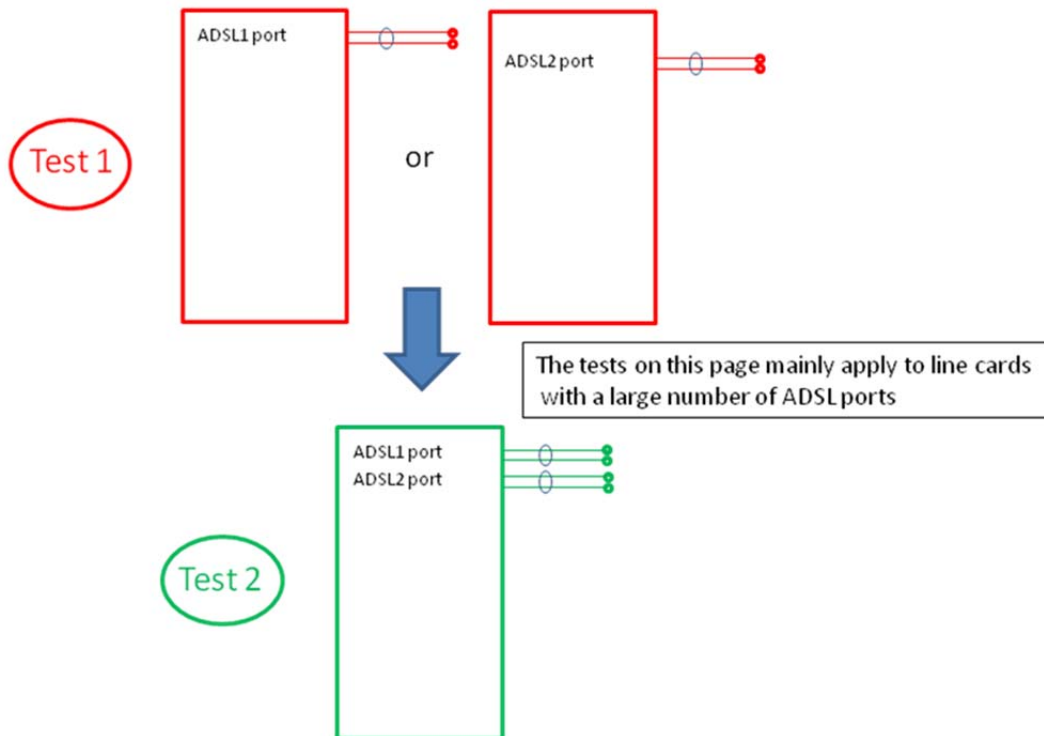 ADSL1 port
ADSL2 port
Test 1
or
The tests on this page mainly apply to line cards
with a large number of ADSL ports
ADSL1 port
ADSL2 port
Test 2